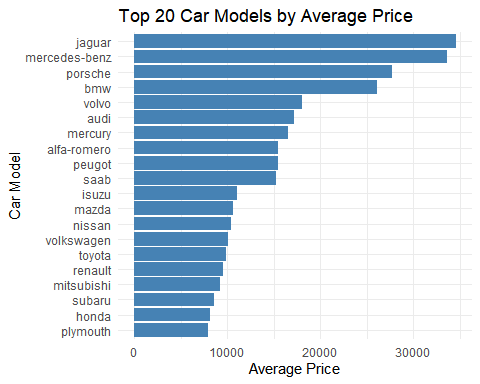 Top 20 Car Models by Average Price
Car Model
jaguar
mercedes-benz
porsche
bmw
volvo
audi
mercury
alfa-romero
peugot
saab
isuzu
mazda
nissan
volkswagen
toyota
renault
mitsubishi
subaru
honda
plymouth
0 10000 20000 30000
Average Price